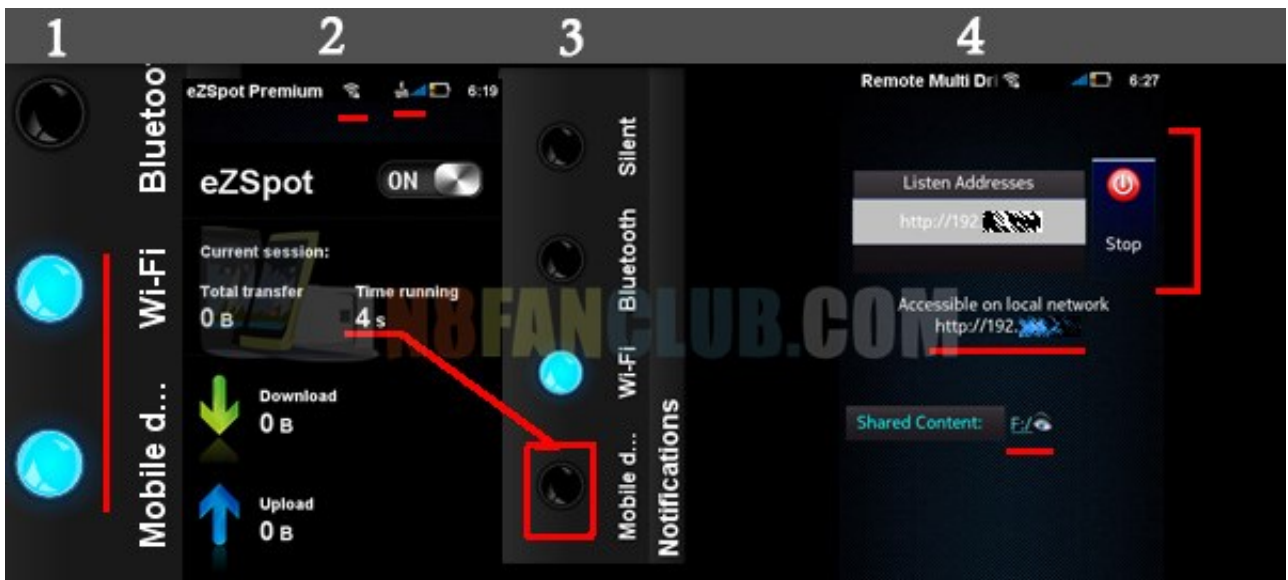 1
2
3
4
Bluetoo
Wi-Fi
Mobile d...
eZSpot Premium
6:19
eZSpot
ON
Current session:
Total transfer
0 B
Time running
4 s
Download
0 B
Upload
0 B
Silent
Bluetooth
Wi-Fi
Mobile d...
Notifications
Remote Multi Dri
6:27
Listen Addresses
http://192.
Stop
Accessible on local network
http://192.
Shared Content:
F:/
N8FANCLUB.COM